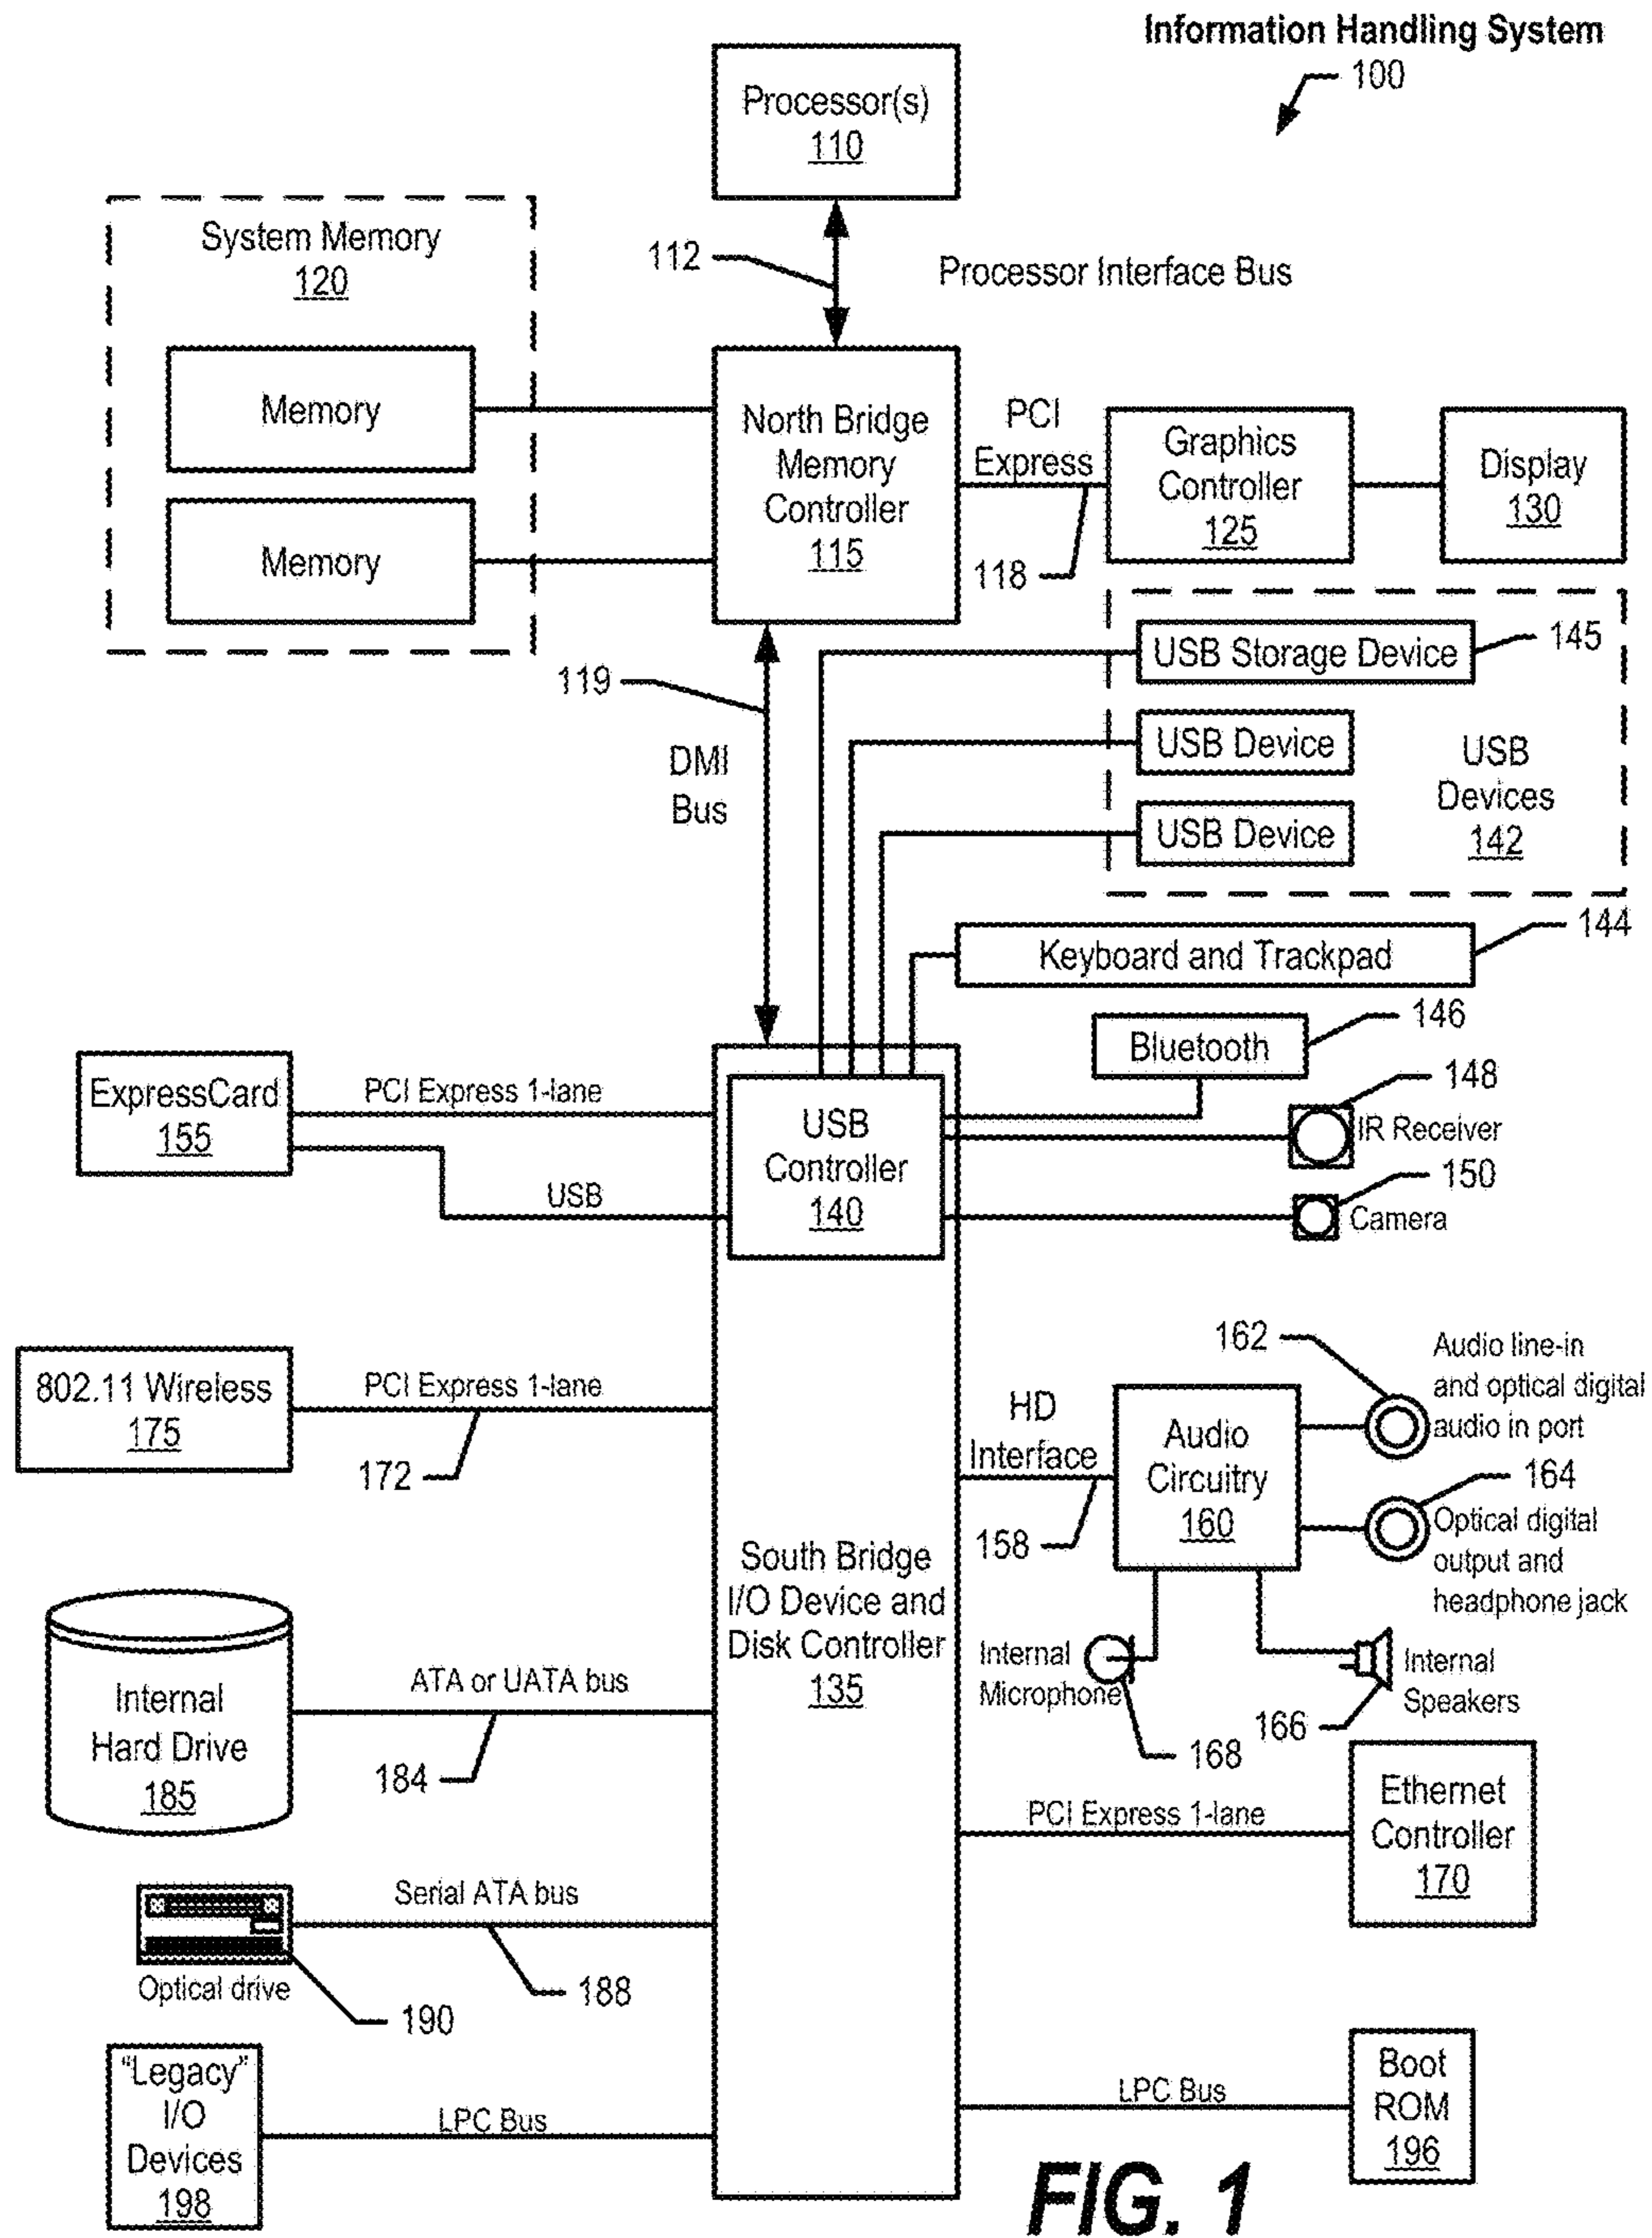 Information Handling System
100
Processor(s)
110
112
Processor Interface Bus
System Memory
120
Memory
Memory
North Bridge
Memory
Controller
115
PCI
Express
118
Graphics
Controller
125
Display
130
119
DMI
Bus
USB Storage Device
145
USB Device
USB Device
USB
Devices
142
Keyboard and Trackpad
144
Bluetooth
146
148
IR Receiver
150
Camera
ExpressCard
155
PCI Express 1-lane
USB
USB
Controller
140
802.11 Wireless
175
PCI Express 1-lane
172
HD
Interface
158
Audio
Circuitry
160
162
Audio line-in
and optical digital
audio in port
164
Optical digital
output and
headphone jack
Internal
Microphone
168
Internal
Speakers
166
South Bridge
I/O Device and
Disk Controller
135
Internal
Hard Drive
185
ATA or UATA bus
184
PCI Express 1-lane
Ethernet
Controller
170
Serial ATA bus
188
Optical drive
190
"Legacy"
I/O
Devices
198
LPC Bus
LPC Bus
Boot
ROM
196
FIG. 1